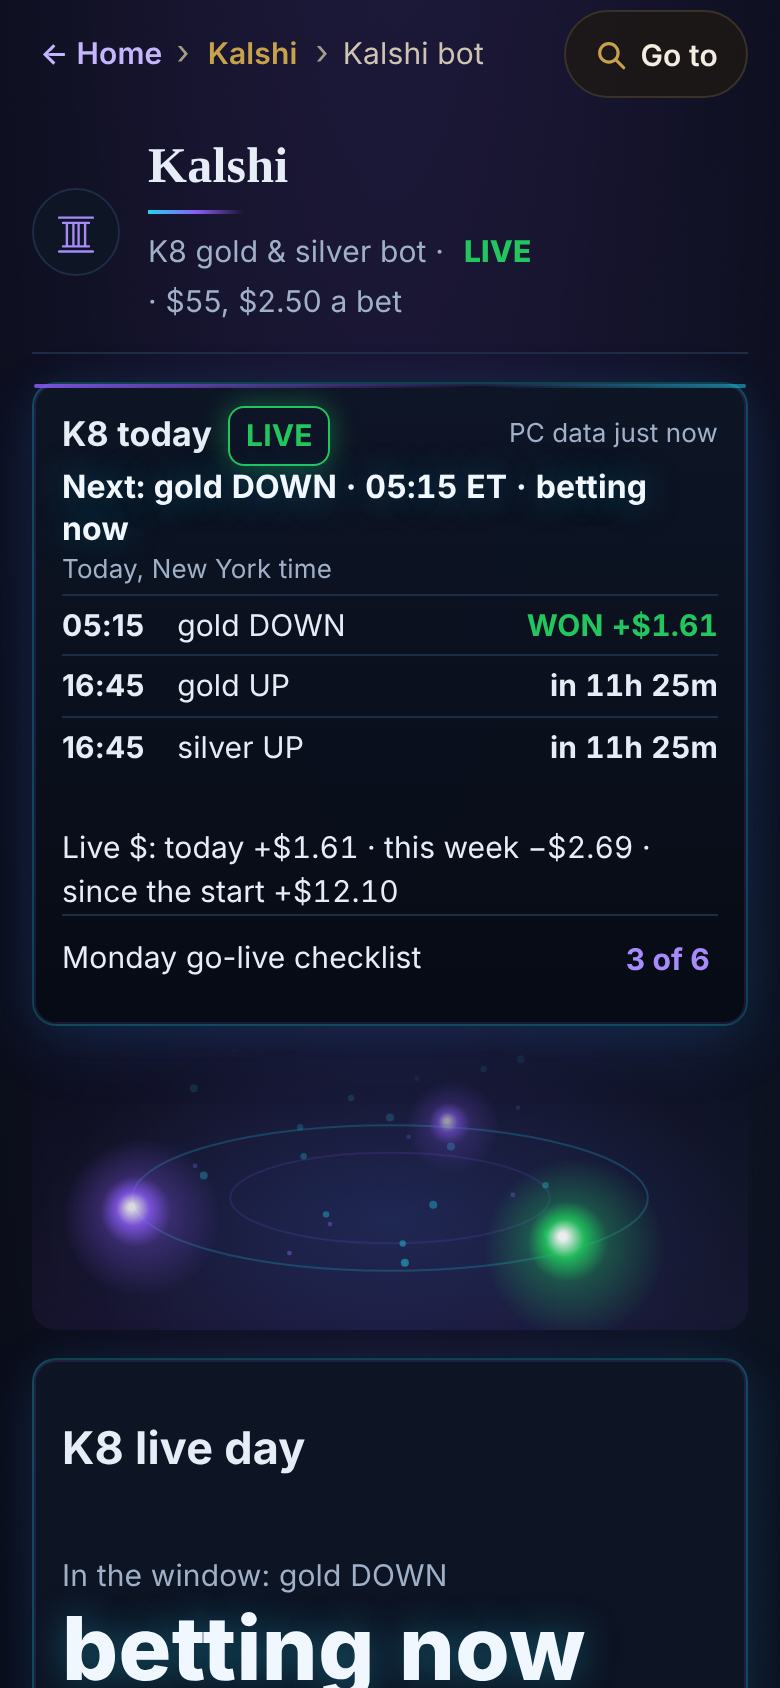 ← Home › Kalshi › Kalshi bot
Go to
Kalshi
K8 gold & silver bot · LIVE
· $55, $2.50 a bet
K8 today LIVE PC data just now
Next: gold DOWN · 05:15 ET · betting
now
Today, New York time
05:15 gold DOWN WON +$1.61
16:45 gold UP in 11h 25m
16:45 silver UP in 11h 25m
Live $: today +$1.61 · this week −$2.69 ·
since the start +$12.10
Monday go-live checklist 3 of 6
K8 live day
In the window: gold DOWN
betting now